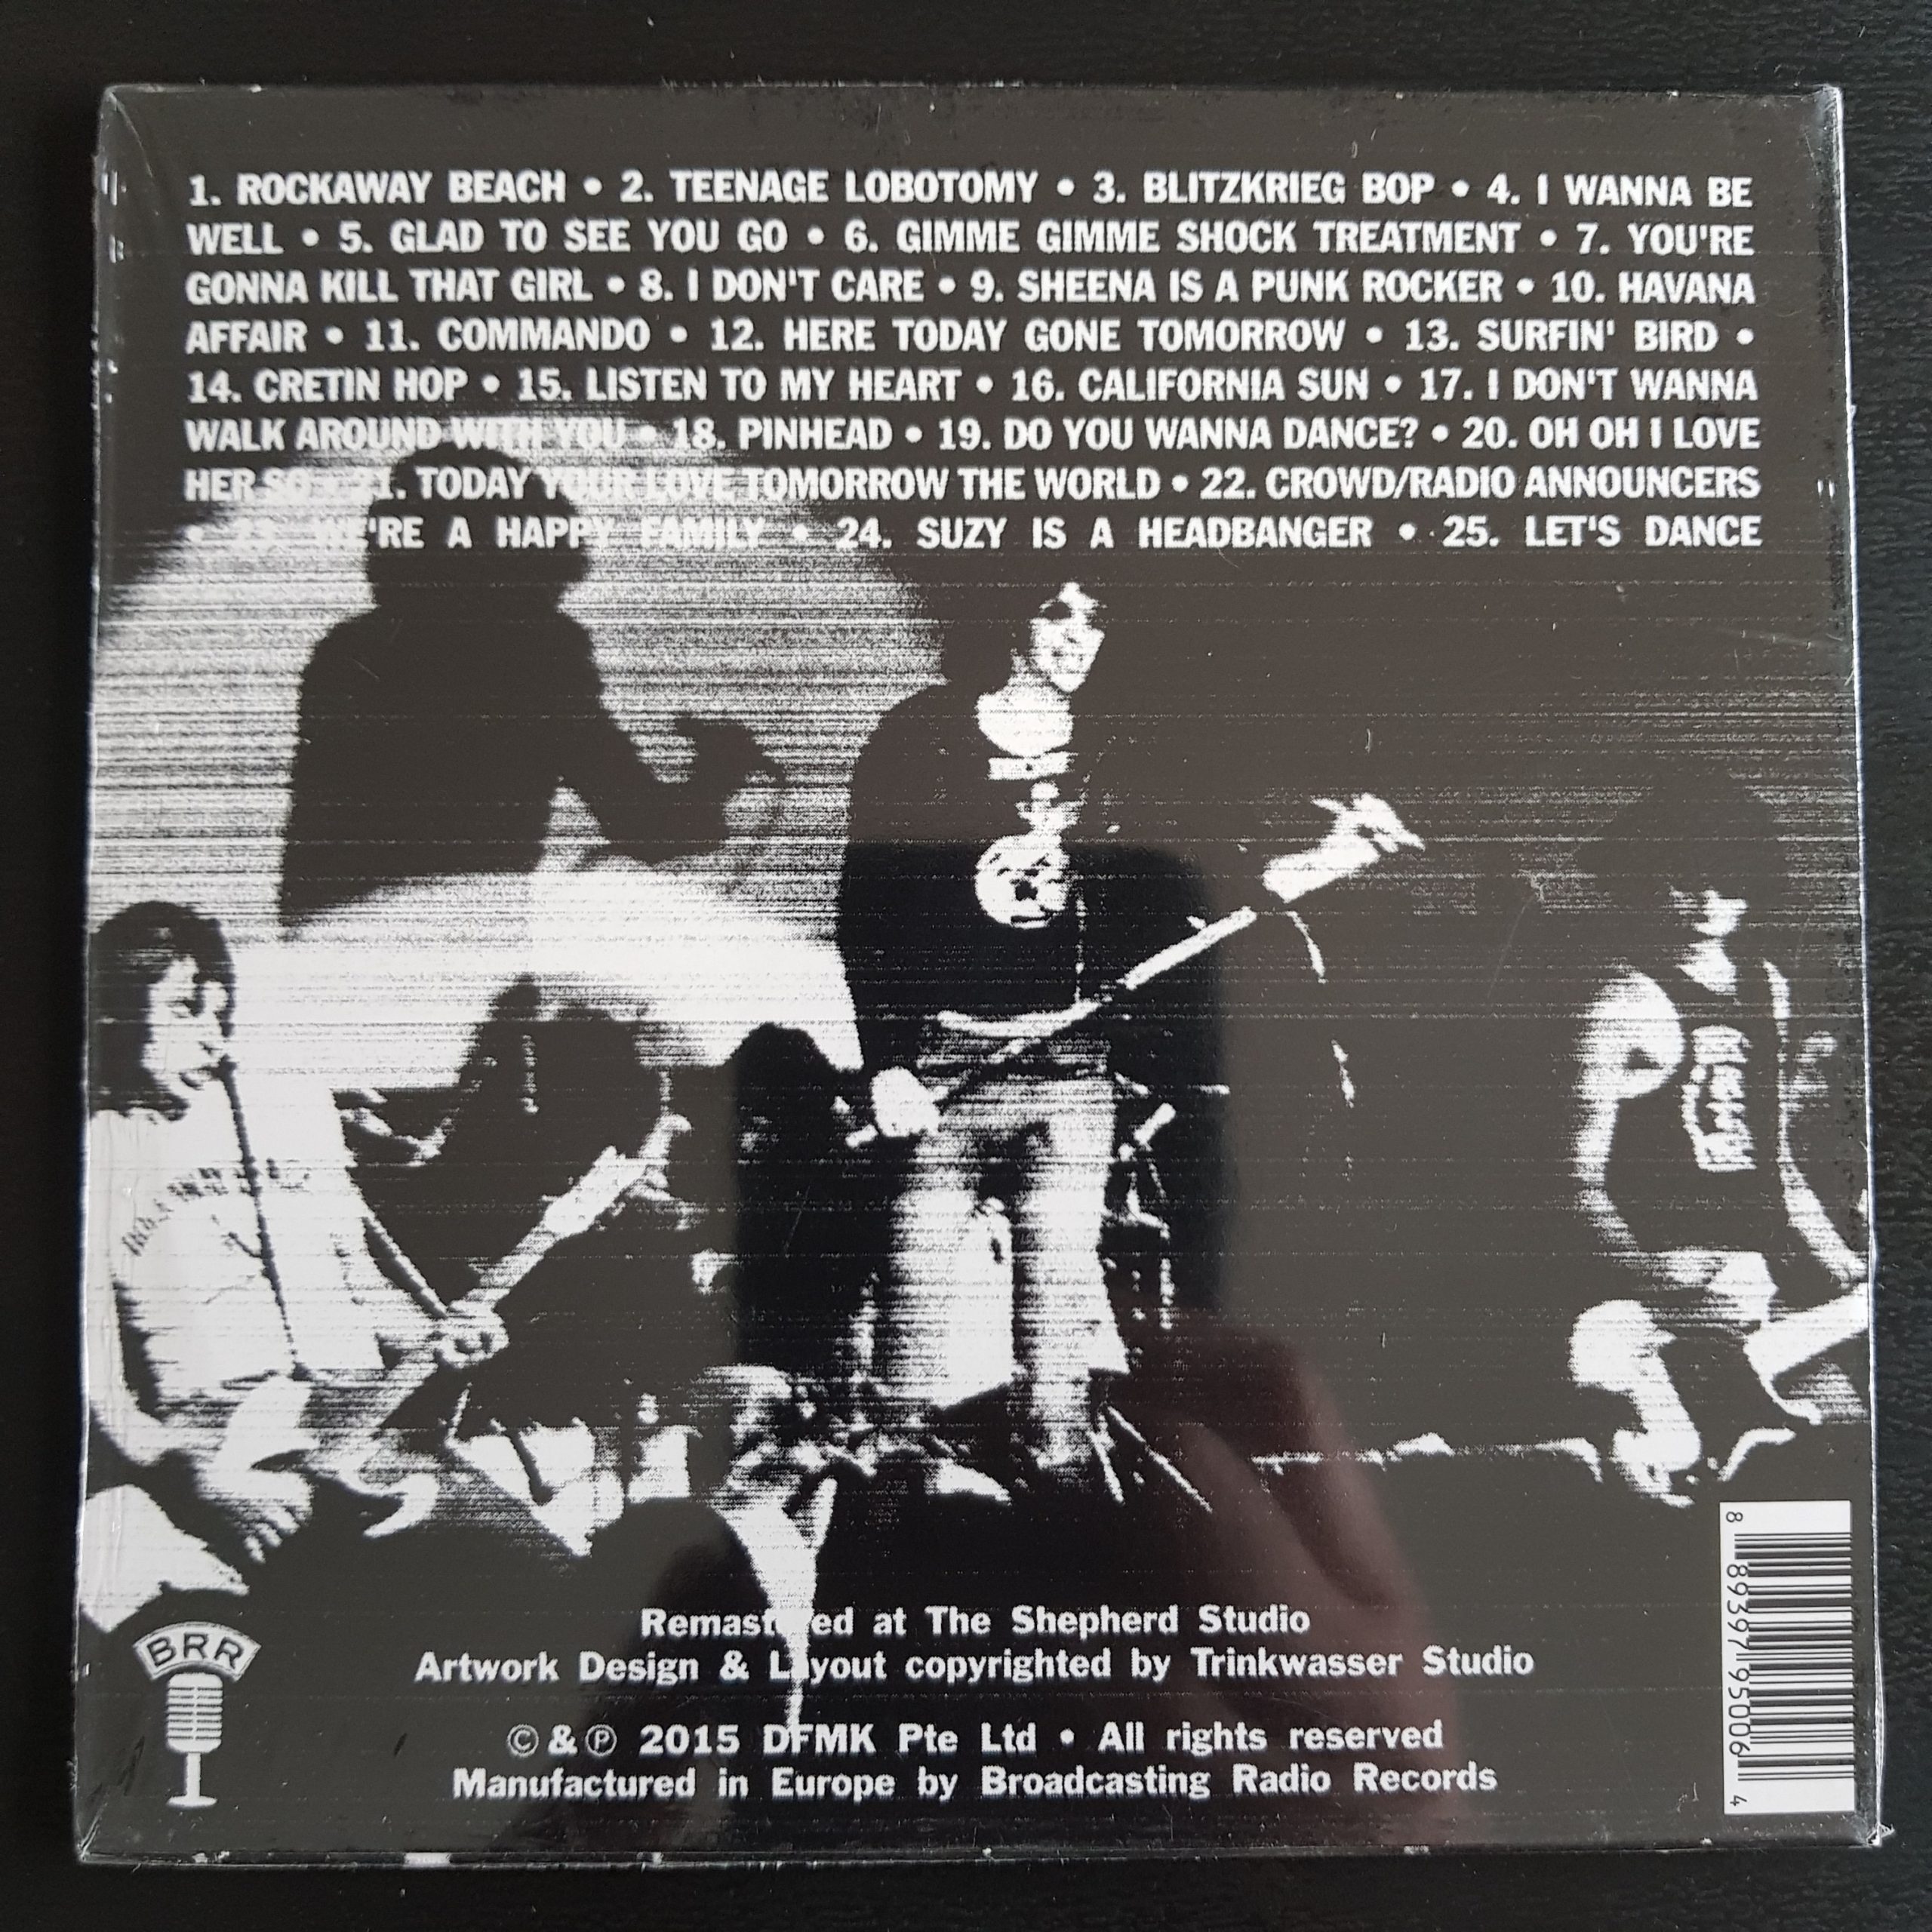 1. ROCKAWAY BEACH • 2. TEENAGE LOBOTOMY • 3. BLITZKRIEG BOP • 4. I WANNA BE
WELL • 5. GLAD TO SEE YOU GO • 6. GIMME GIMME SHOCK TREATMENT • 7. YOU'RE
GONNA KILL THAT GIRL • 8. I DON'T CARE • 9. SHEENA IS A PUNK ROCKER • 10. HAVANA
AFFAIR • 11. COMMANDO • 12. HERE TODAY GONE TOMORROW • 13. SURFIN' BIRD •
14. CRETIN HOP • 15. LISTEN TO MY HEART • 16. CALIFORNIA SUN • 17. I DON'T WANNA
WALK AROUND WITH YOU • 18. PINHEAD • 19. DO YOU WANNA DANCE? • 20. OH OH I LOVE
HER SO • 21. TODAY YOUR LOVE TOMORROW THE WORLD • 22. CROWD/RADIO ANNOUNCERS
• 23. WE'RE A HAPPY FAMILY • 24. SUZY IS A HEADBANGER • 25. LET'S DANCE
Remastered at The Shepherd Studio
Artwork Design & Layout copyrighted by Trinkwasser Studio
© & ℗ 2015 DFMK Pte Ltd • All rights reserved
Manufactured in Europe by Broadcasting Radio Records
BRR
8 89397 95006 4